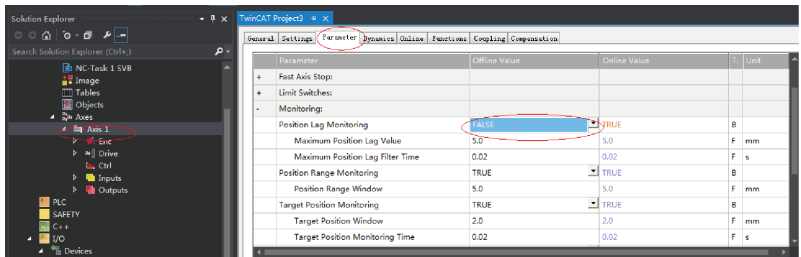 Solution Explorer
Search Solution Explorer (Ctrl+;)
NC-Task 1 SVB
Image
Tables
Objects
Axes
Axis 1
Enc
Drive
Ctrl
Inputs
Outputs
PLC
SAFETY
C++
I/O
Devices
TwinCAT Project3
General Settings Parameter Dynamics Online Functions Coupling Compensation
Parameter Offline Value Online Value T. Unit
+ Fast Axis Stop:
+ Limit Switches:
- Monitoring:
Position Lag Monitoring FALSE TRUE B
Maximum Position Lag Value 5.0 5.0 F mm
Maximum Position Lag Filter Time 0.02 0.02 F s
Position Range Monitoring TRUE TRUE B
Position Range Window 5.0 5.0 F mm
Target Position Monitoring TRUE TRUE B
Target Position Window 2.0 2.0 F mm
Target Position Monitoring Time 0.02 0.02 F s